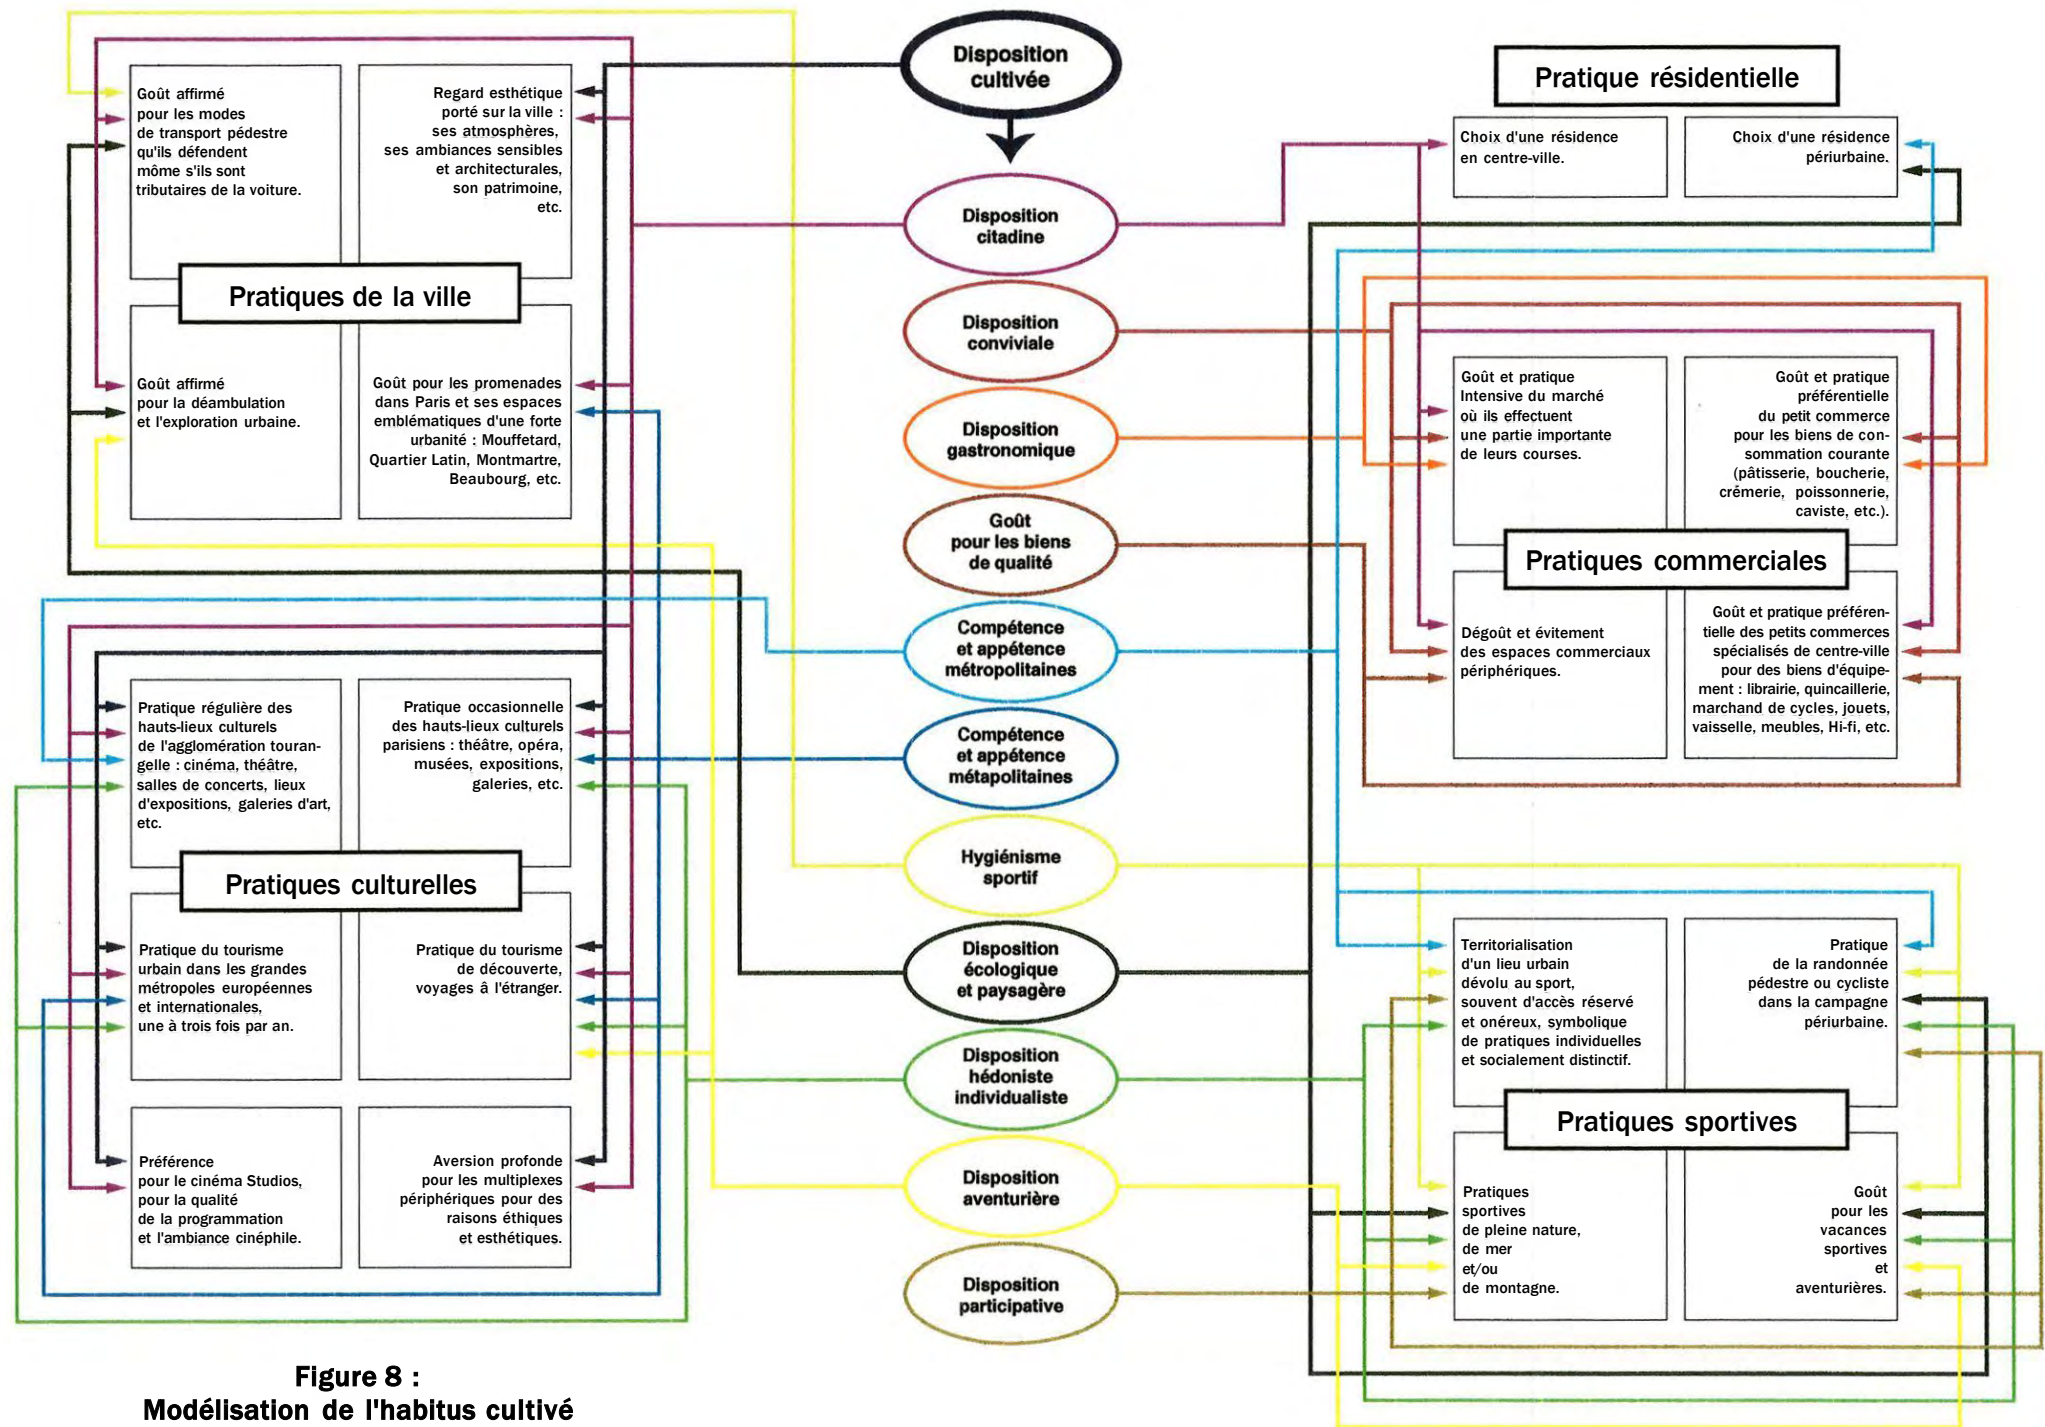 Disposition
cultivée
Pratique résidentielle
Choix d'une résidence
en centre-ville.
Choix d'une résidence
périurbaine.
Goût affirmé
pour les modes
de transport pédestre
qu'ils défendent
môme s'ils sont
tributaires de la voiture.
Regard esthétique
porté sur la ville :
ses atmosphères,
ses ambiances sensibles
et architecturales,
son patrimoine,
etc.
Pratiques de la ville
Goût affirmé
pour la déambulation
et l'exploration urbaine.
Goût pour les promenades
dans Paris et ses espaces
emblématiques d'une forte
urbanité : Mouffetard,
Quartier Latin, Montmartre,
Beaubourg, etc.
Disposition
citadine
Disposition
conviviale
Disposition
gastronomique
Goût
pour les biens
de qualité
Compétence
et appétence
métropolitaines
Compétence
et appétence
métapolitaines
Hygiénisme
sportif
Disposition
écologique
et paysagère
Disposition
hédoniste
individualiste
Disposition
aventurière
Disposition
participative
Goût et pratique
Intensive du marché
où ils effectuent
une partie importante
de leurs courses.
Goût et pratique
préférentielle
du petit commerce
pour les biens de con-
sommation courante
(pâtisserie, boucherie,
crémerie, poissonnerie,
caviste, etc.).
Pratiques commerciales
Dégoût et évitement
des espaces commerciaux
périphériques.
Goût et pratique préféren-
tielle des petits commerces
spécialisés de centre-ville
pour des biens d'équipe-
ment : librairie, quincaillerie,
marchand de cycles, jouets,
vaisselle, meubles, Hi-fi, etc.
Pratique régulière des
hauts-lieux culturels
de l'agglomération touran-
gelle : cinéma, théâtre,
salles de concerts, lieux
d'expositions, galeries d'art,
etc.
Pratique occasionnelle
des hauts-lieux culturels
parisiens : théâtre, opéra,
musées, expositions,
galeries, etc.
Pratiques culturelles
Pratique du tourisme
urbain dans les grandes
métropoles européennes
et internationales,
une à trois fois par an.
Pratique du tourisme
de découverte,
voyages â l'étranger.
Préférence
pour le cinéma Studios,
pour la qualité
de la programmation
et l'ambiance cinéphile.
Aversion profonde
pour les multiplexes
périphériques pour des
raisons éthiques
et esthétiques.
Territorialisation
d'un lieu urbain
dévolu au sport,
souvent d'accès réservé
et onéreux, symbolique
de pratiques individuelles
et socialement distinctif.
Pratique
de la randonnée
pédestre ou cycliste
dans la campagne
périurbaine.
Pratiques sportives
Pratiques
sportives
de pleine nature,
de mer
et/ou
de montagne.
Goût
pour les
vacances
sportives
et
aventurières.
Figure 8 :
Modélisation de l'habitus cultivé